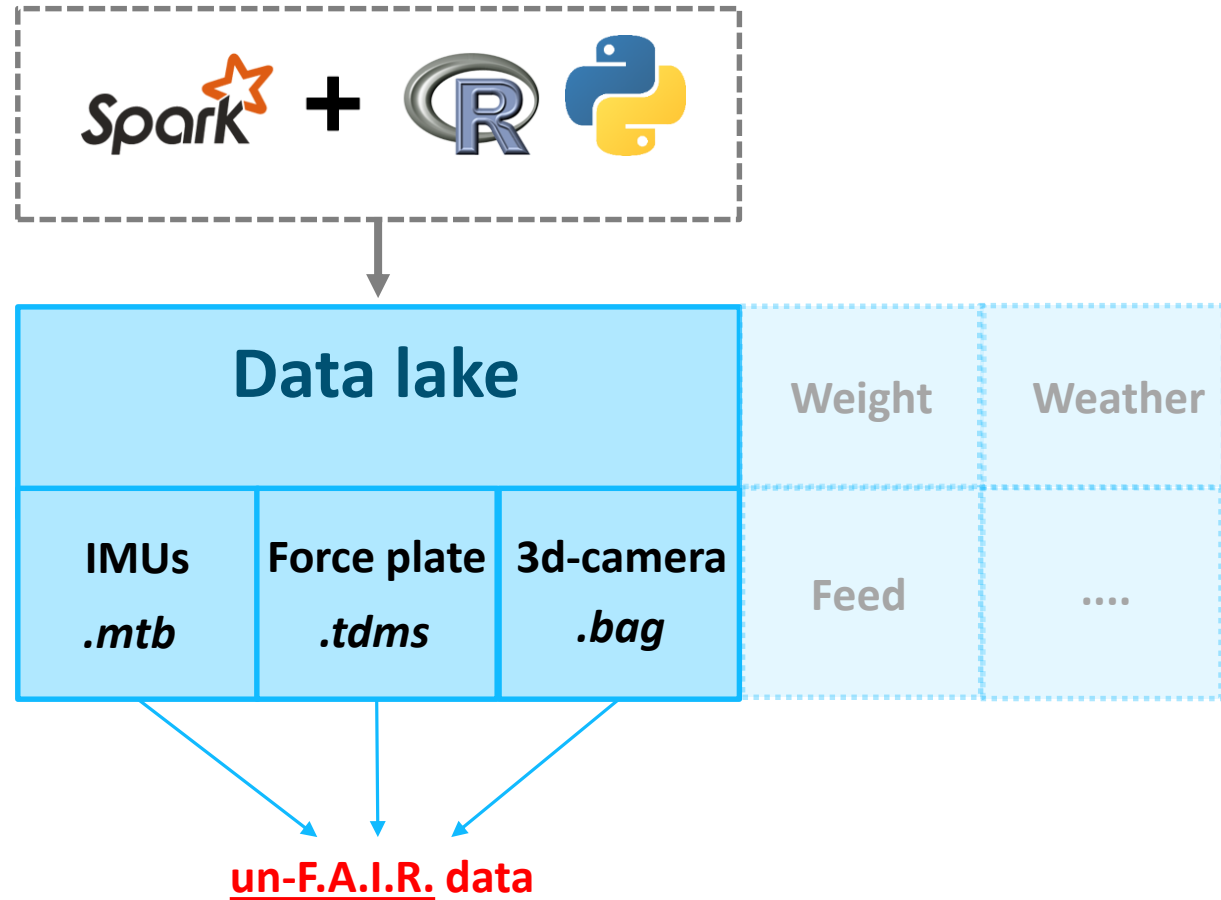 Spark + R
Data lake
Weight
Weather
IMUs
.mtb
Force plate
.tdms
3d-camera
.bag
Feed
....
un-F.A.I.R. data